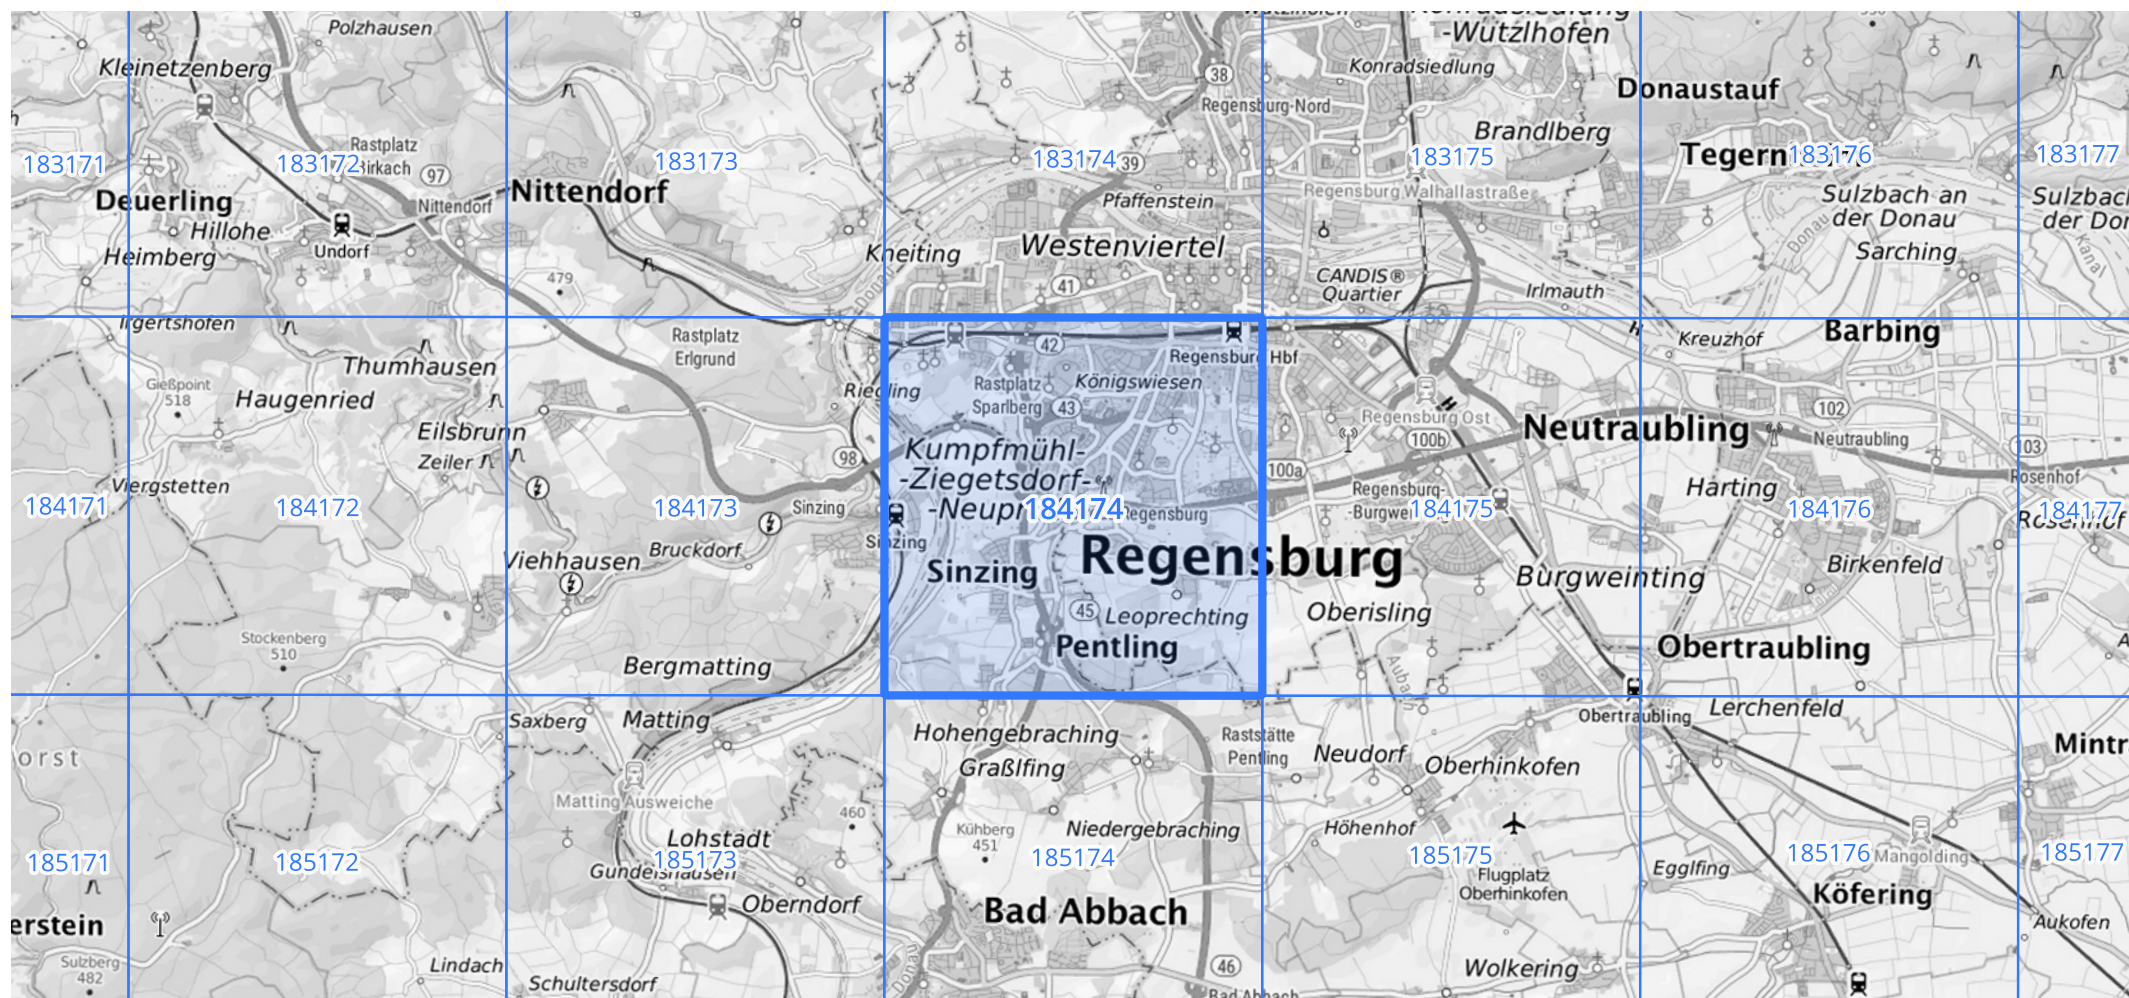 Polzhausen
-Wutzlhofen
Kleinetzenberg
38
Konradsiedlung
Donaustauf
Regensburg-Nord
Rastplatz
Birkach
Brandlberg
183171
183172
183173
183174
39
183175
183176
183177
97
Deuerling
Nittendorf
Nittendorf
Pfaffenstein
Regensburg Walhallastraße
Sulzbach an
der Donau
Hillohe
Undorf
Heimberg
Kneiting
Westenviertel
Donau
Sarching
Kanal
479
41
CANDIS®
Quartier
Irlmauth
Irgertshofen
Rastplatz
Erlgrund
42
Regensburg Hbf
Kreuzhof
Barbing
Thumhausen
Gießpoint
518
Haugenried
Riegling
Rastplatz
Sparlberg
Königswiesen
43
Regensburg Ost
102
Eilsbrunn
Zeiler
Kumpfmühl-
-Ziegetsdorf-
98
100b
100a
Neutraubling
Neutraubling
103
Rosenhof
Viergstetten
184171
184172
184173
Sinzing
184174
Regensburg
Regensburg-
184175
Harting
184176
184177
Rosenhof
Viehhausen
Bruckdorf
Sinzing
Sinzing
Regensburg
Burgweinting
Birkenfeld
45
Leoprechting
Oberisling
Stockenberg
510
Bergmatting
Pentling
Aubach
Obertraubling
Saxberg
Matting
Hohengebraching
Graßlfing
Raststätte
Pentling
Neudorf
Oberhinkofen
Obertraubling
Lerchenfeld
Matting Ausweiche
460
Lohstadt
Kühberg
451
Niedergebraching
Höhenhof
Mangolding
185171
185172
185173
185174
185175
185176
185177
Gundelshausen
Flugplatz
Oberhinkofen
Egglfing
Oberndorf
Bad Abbach
Köfering
Aukofen
Sulzberg
482
Lindach
Schultersdorf
Donau
46
Bad Abbach
Wolkering